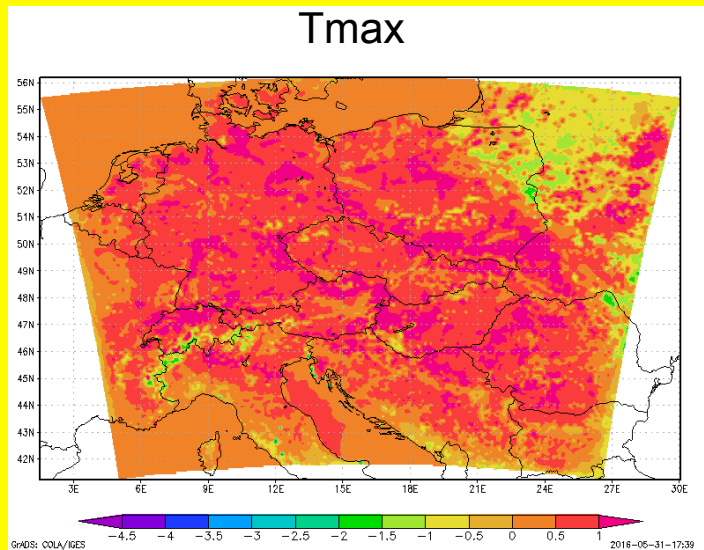 Tmax
56N
55N
54N
53N
52N
51N
50N
49N
48N
47N
46N
45N
44N
43N
42N
3E 6E 9E 12E 15E 18E 21E 24E 27E 30E
-4.5 -4 -3.5 -3 -2.5 -2 -1.5 -1 -0.5 0 0.5 1
GrADS: COLA/IGES 2016-05-31-17:39